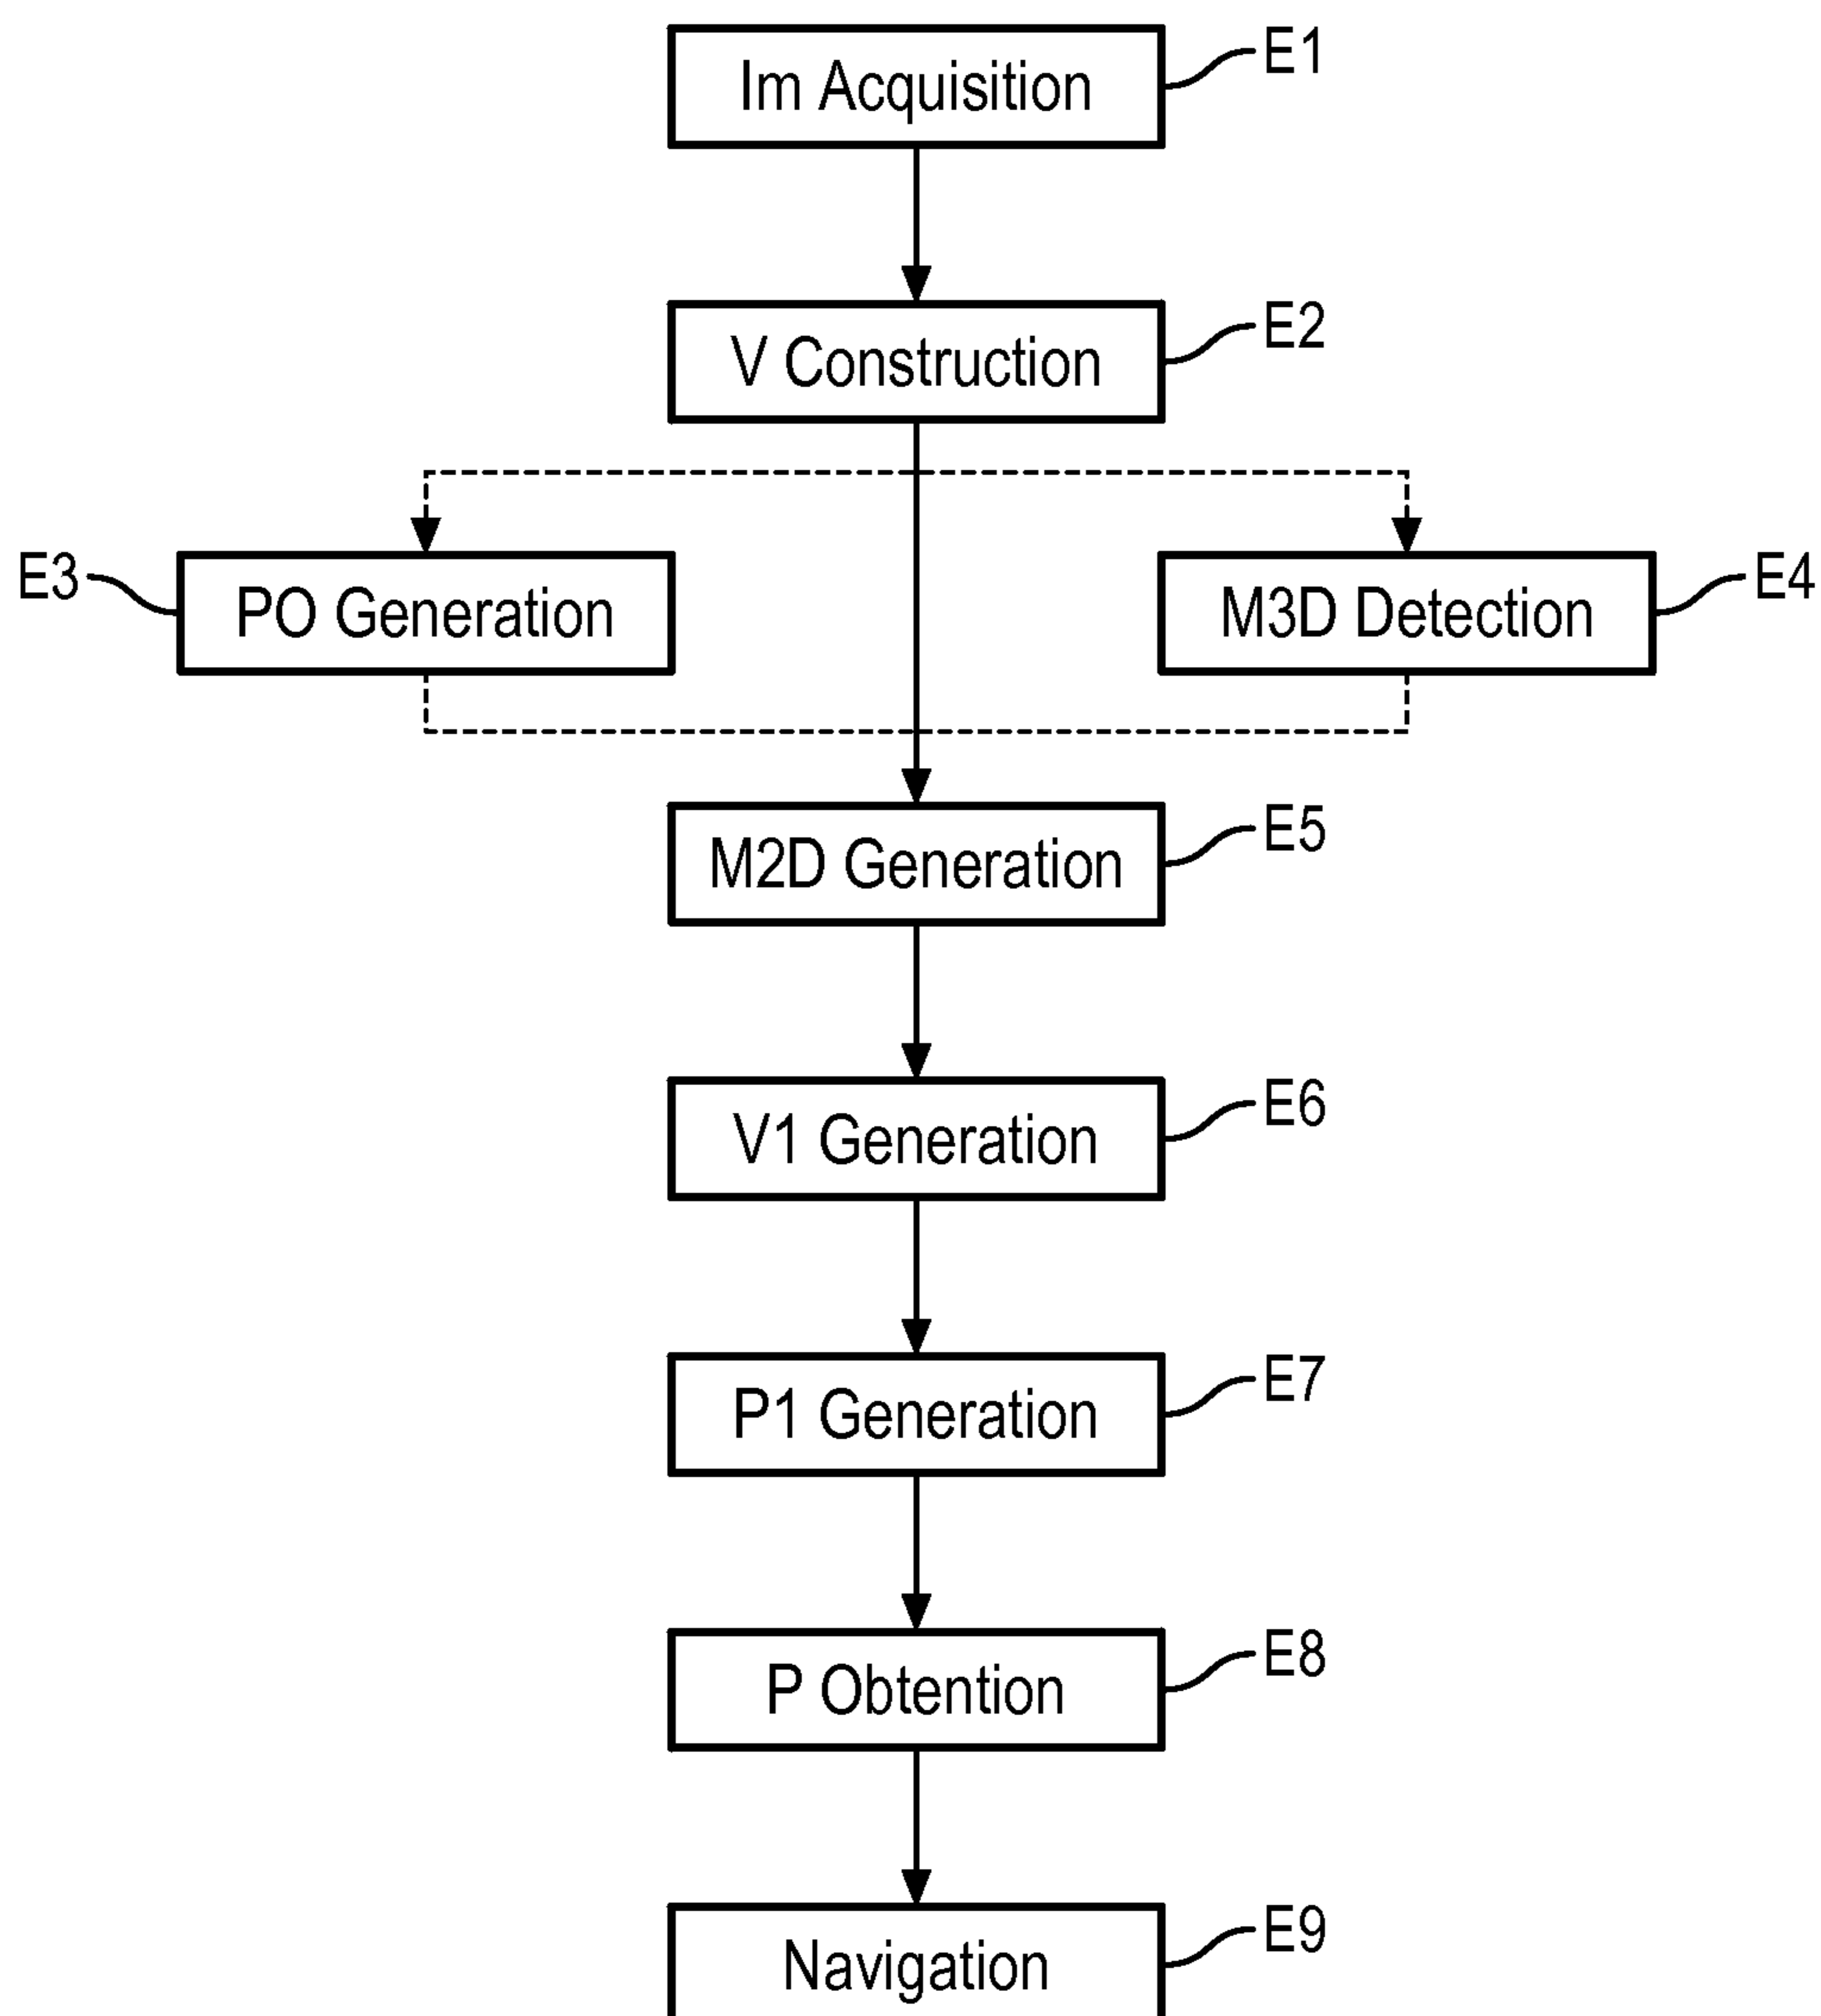 Im Acquisition
E1
V Construction
E2
E3
PO Generation
M3D Detection
E4
M2D Generation
E5
V1 Generation
E6
P1 Generation
E7
P Obtention
E8
Navigation
E9